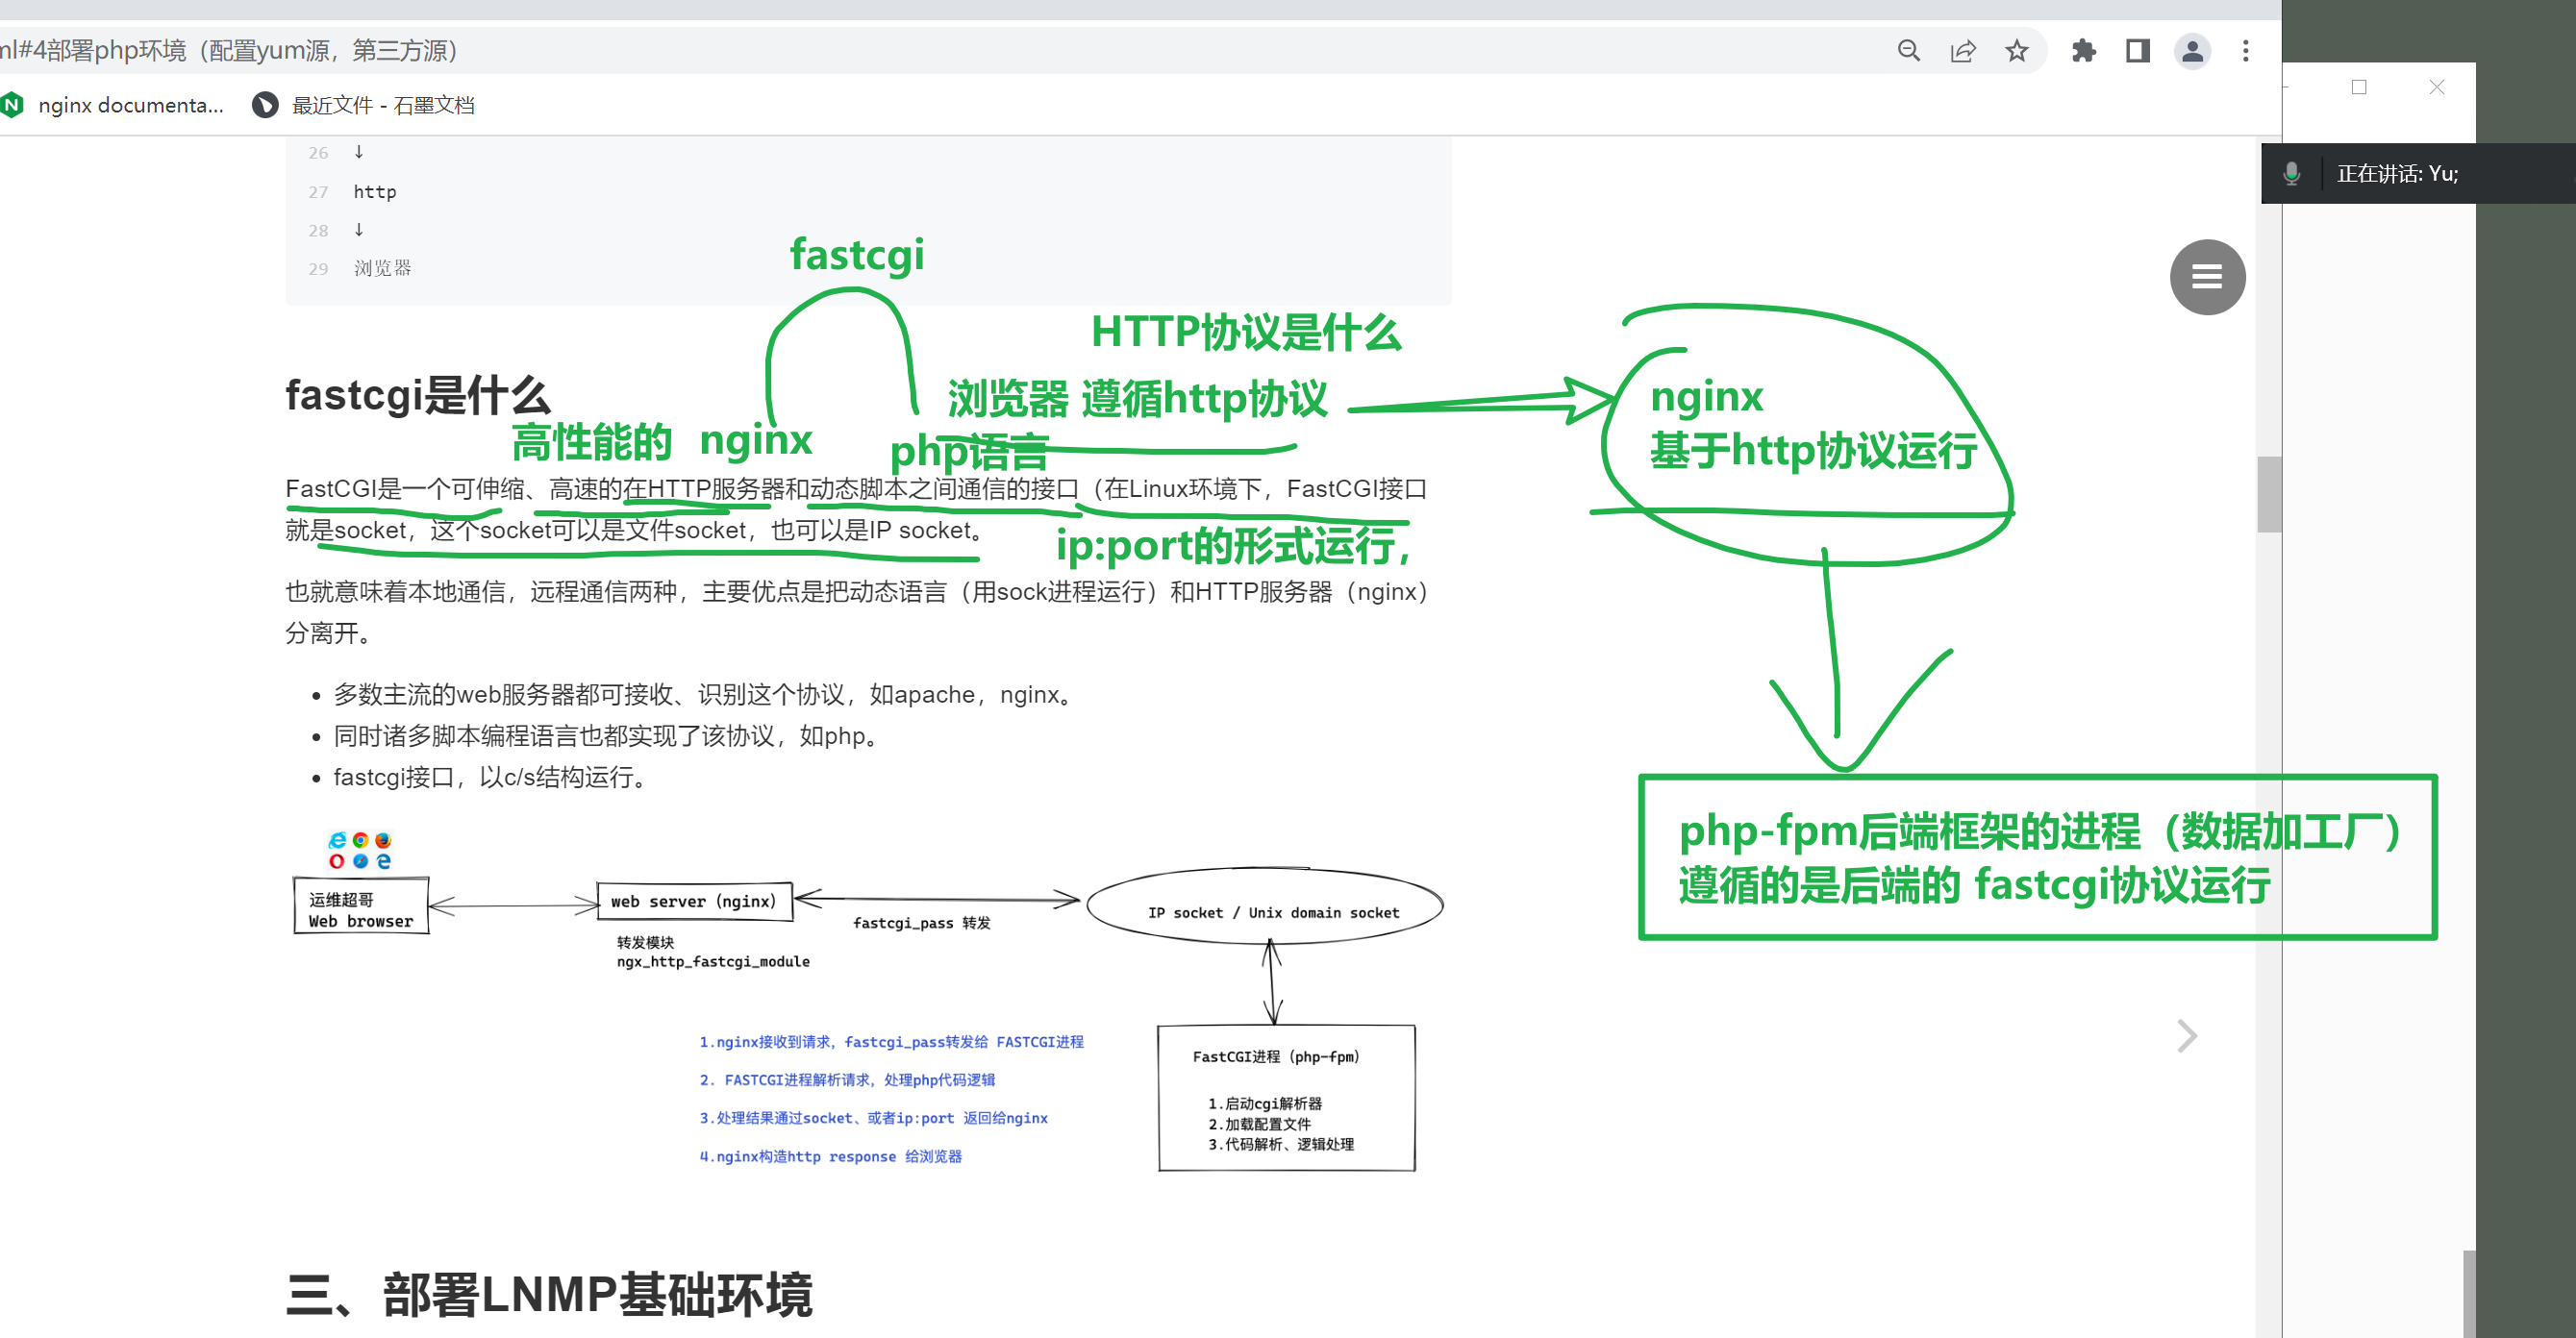 ml#4部署php环境（配置yum源，第三方源）
nginx documenta...
最近文件 - 石墨文档
正在讲话: Yu;
26 ↓
27 http
28 ↓
29 浏览器
fastcgi
HTTP协议是什么
fastcgi是什么
浏览器 遵循http协议
nginx
高性能的 nginx
php语言
基于http协议运行
FastCGI是一个可伸缩、高速的在HTTP服务器和动态脚本之间通信的接口（在Linux环境下，FastCGI接口
就是socket，这个socket可以是文件socket，也可以是IP socket。
ip:port的形式运行，
也就意味着本地通信，远程通信两种，主要优点是把动态语言（用sock进程运行）和HTTP服务器（nginx）
分离开。
• 多数主流的web服务器都可接收、识别这个协议，如apache，nginx。
• 同时诸多脚本编程语言也都实现了该协议，如php。
• fastcgi接口，以c/s结构运行。
php-fpm后端框架的进程（数据加工厂）
遵循的是后端的 fastcgi协议运行
运维超哥
Web browser
web server（nginx）
fastcgi_pass 转发
IP socket / Unix domain socket
转发模块
ngx_http_fastcgi_module
1.nginx接收到请求，fastcgi_pass转发给 FASTCGI进程
2. FASTCGI进程解析请求，处理php代码逻辑
3.处理结果通过socket、或者ip:port 返回给nginx
4.nginx构造http response 给浏览器
FastCGI进程（php-fpm）
1.启动cgi解析器
2.加载配置文件
3.代码解析、逻辑处理
三、部署LNMP基础环境